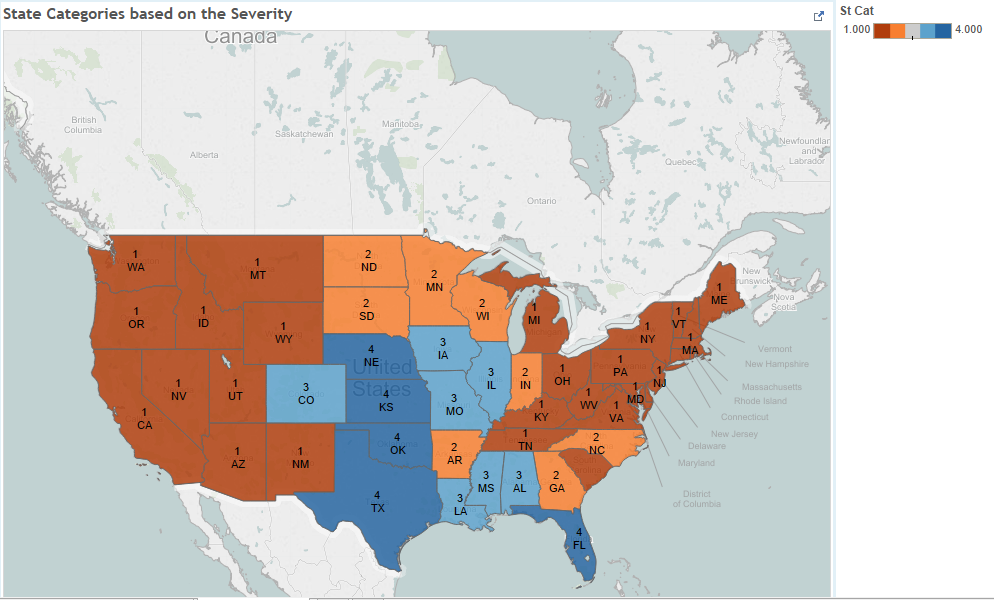 State Categories based on the Severity
St Cat
1.000
4.000
Canada
British
Columbia
Alberta
Saskatchewan
Manitoba
Ontario
Quebec
Newfoundlan
and
Labrador
New
Brunswick
Nova
Scotia
1
WA
1
MT
2
ND
2
MN
1
OR
1
ID
1
WY
2
SD
2
WI
1
MI
1
NY
1
VT
1
ME
1
MA
1
NV
1
UT
3
CO
4
NE
United
States
4
KS
3
IA
3
IL
2
IN
1
OH
1
PA
1
NJ
1
MD
1
WV
1
VA
1
KY
3
MO
1
CA
1
AZ
1
NM
4
OK
2
AR
1
TN
2
NC
4
TX
3
LA
3
MS
3
AL
2
GA
4
FL
Vermont
New Hampshire
Massachusetts
Rhode Island
Connecticut
New Jersey
Delaware
Maryland
District
of Columbia